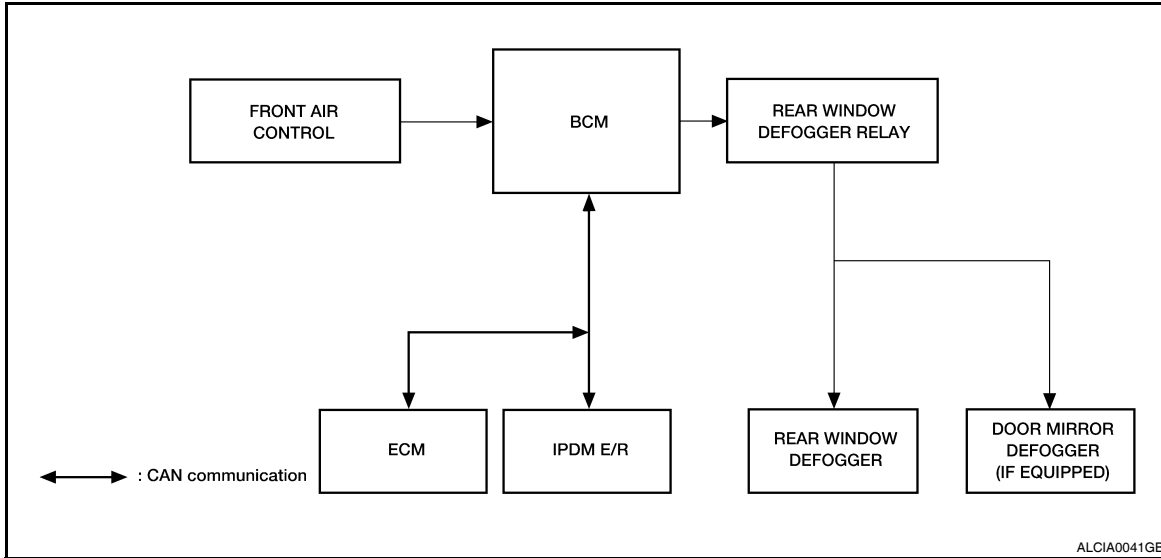 FRONT AIR
CONTROL
BCM
REAR WINDOW
DEFOGGER RELAY
ECM
IPDM E/R
REAR WINDOW
DEFOGGER
DOOR MIRROR
DEFOGGER
(IF EQUIPPED)
: CAN communication
ALCIA0041GE